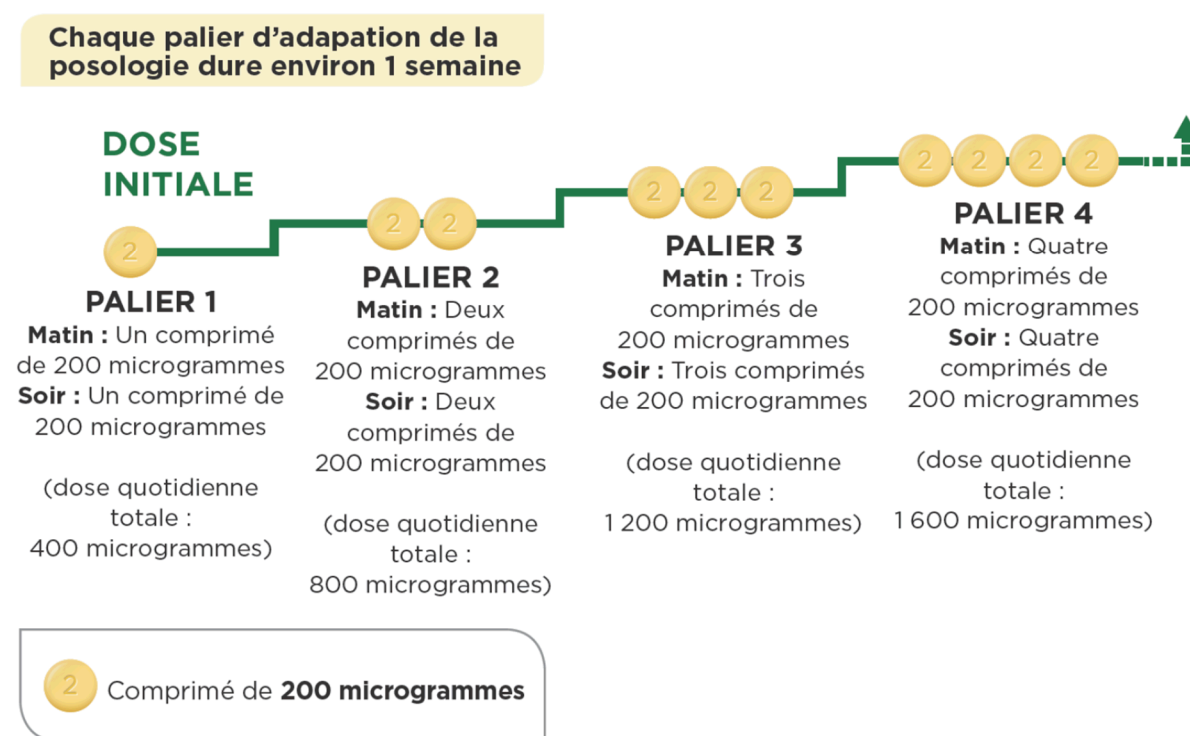 Chaque palier d'adapation de la
posologie dure environ 1 semaine
DOSE
INITIALE
2
PALIER 1
Matin : Un comprimé
de 200 microgrammes
Soir : Un comprimé de
200 microgrammes
(dose quotidienne
totale :
400 microgrammes)
2 2
PALIER 2
Matin : Deux
comprimés de
200 microgrammes
Soir : Deux
comprimés de
200 microgrammes
(dose quotidienne
totale :
800 microgrammes)
2 2 2
PALIER 3
Matin : Trois
comprimés de
200 microgrammes
Soir : Trois comprimés
de 200 microgrammes
(dose quotidienne
totale :
1 200 microgrammes)
2 2 2 2
PALIER 4
Matin : Quatre
comprimés de
200 microgrammes
Soir : Quatre
comprimés de
200 microgrammes
(dose quotidienne
totale :
1 600 microgrammes)
2 Comprimé de 200 microgrammes